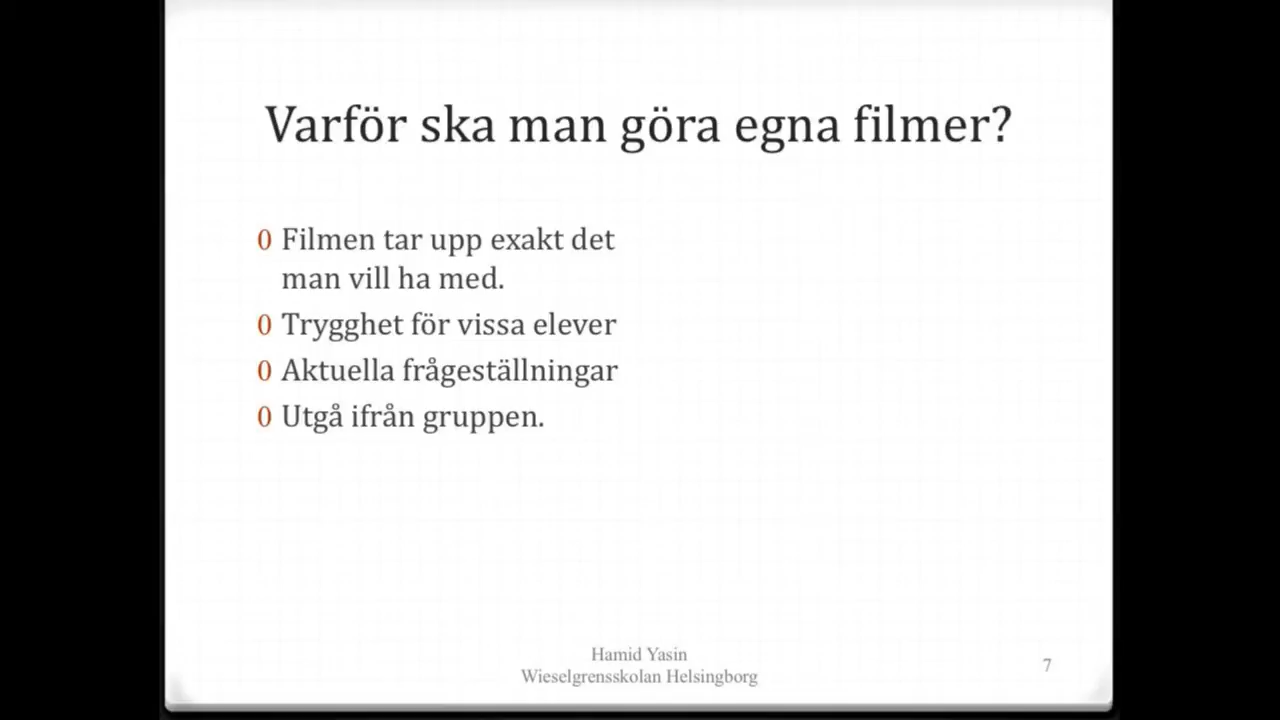 Varför ska man göra egna filmer?
0 Filmen tar upp exakt det
man vill ha med.
0 Trygghet för vissa elever
0 Aktuella frågeställningar
0 Utgå ifrån gruppen.
Hamid Yasin
Wieselgrensskolan Helsingborg
7